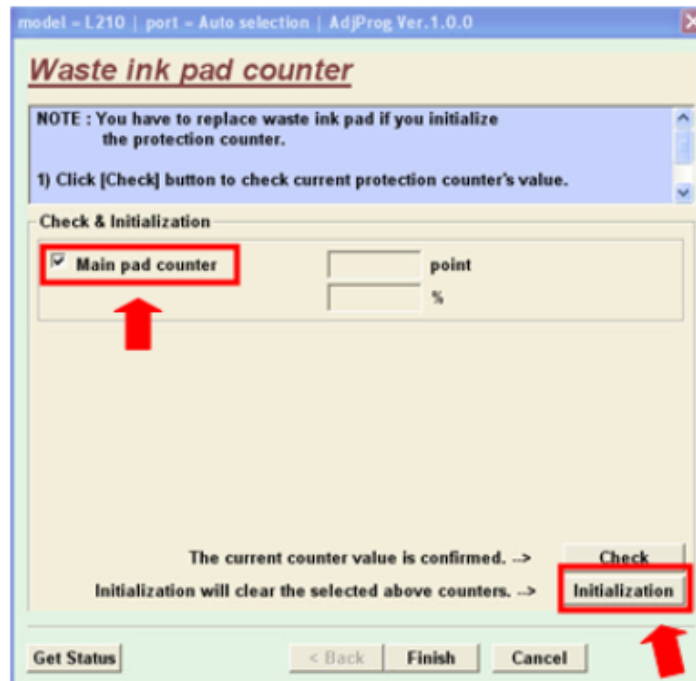 model = L210 | port = Auto selection | AdjProg Ver.1.0.0
Waste ink pad counter
NOTE : You have to replace waste ink pad if you initialize
the protection counter.
1) Click [Check] button to check current protection counter's value.
Check & Initialization
Main pad counter
point
%
The current counter value is confirmed. -->
Check
Initialization will clear the selected above counters. -->
Initialization
Get Status
< Back
Finish
Cancel